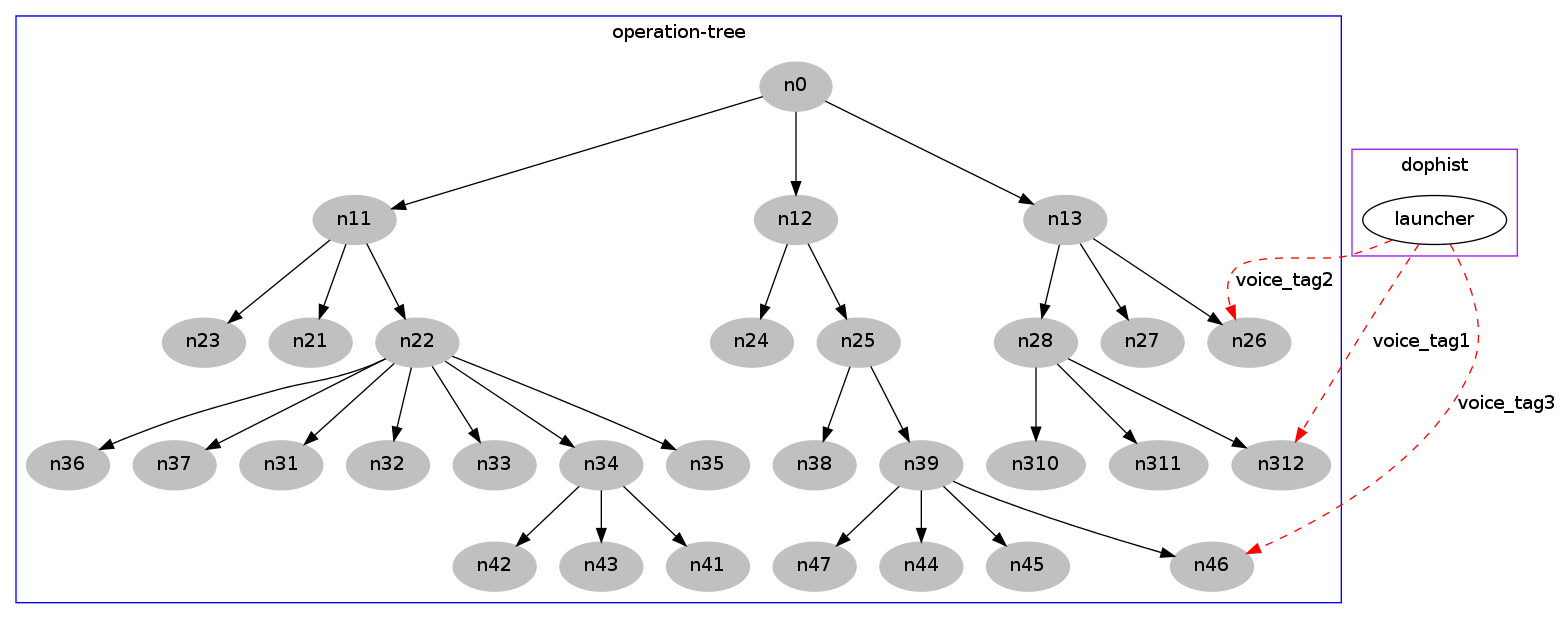 operation-tree
n0
dophist
n11
n12
n13
launcher
voice_tag2
n23
n21
n22
n24
n25
n28
n27
n26
voice_tag1
voice_tag3
n36
n37
n31
n32
n33
n34
n35
n38
n39
n310
n311
n312
n42
n43
n41
n47
n44
n45
n46